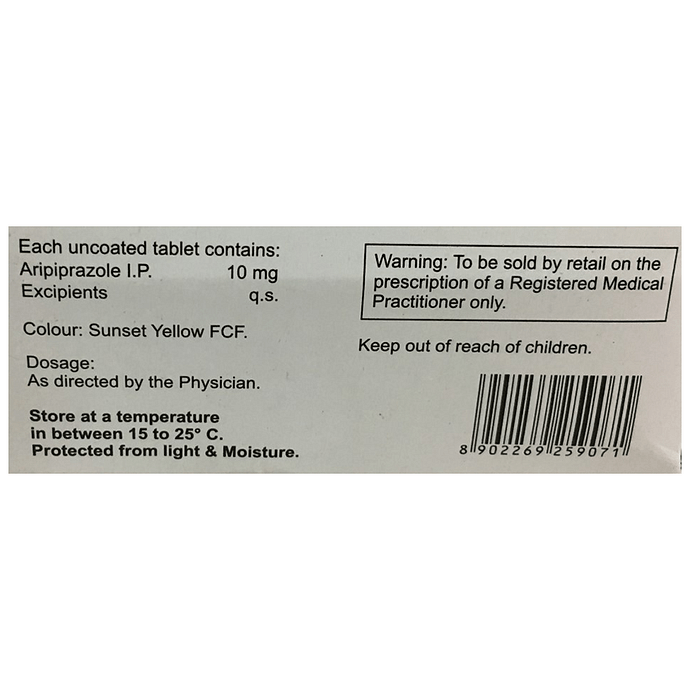 Each uncoated tablet contains:
Aripiprazole I.P. 10 mg
Excipients q.s.
Colour: Sunset Yellow FCF.
Dosage:
As directed by the Physician.
Store at a temperature
in between 15 to 25° C.
Protected from light & Moisture.
Warning: To be sold by retail on the
prescription of a Registered Medical
Practitioner only.
Keep out of reach of children.
8 902269 259071